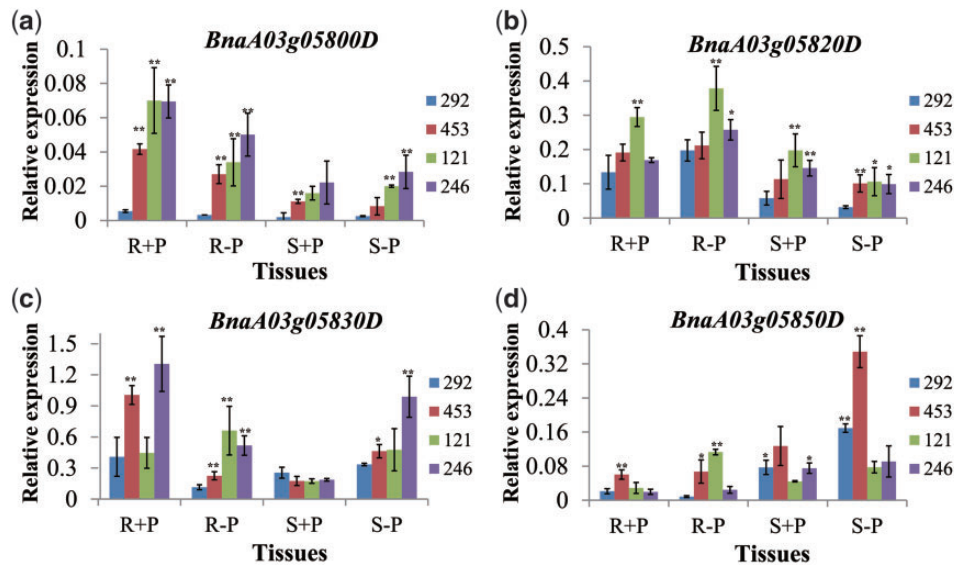 (a)
BnaA03g05800D
Relative expression
0.1
0.08
0.06
0.04
0.02
0
** ** **
** ** **
**
** **
R+P R-P S+P S-P
Tissues
292
453
121
246
(b)
BnaA03g05820D
Relative expression
0.5
0.4
0.3
0.2
0.1
0
**
** *
** **
** * *
R+P R-P S+P S-P
Tissues
292
453
121
246
(c)
BnaA03g05830D
Relative expression
1.5
1.2
0.9
0.6
0.3
0
** **
** ** **
* **
R+P R-P S+P S-P
Tissues
292
453
121
246
(d)
BnaA03g05850D
Relative expression
0.4
0.32
0.24
0.16
0.08
0
**
* **
* *
** **
R+P R-P S+P S-P
Tissues
292
453
121
246